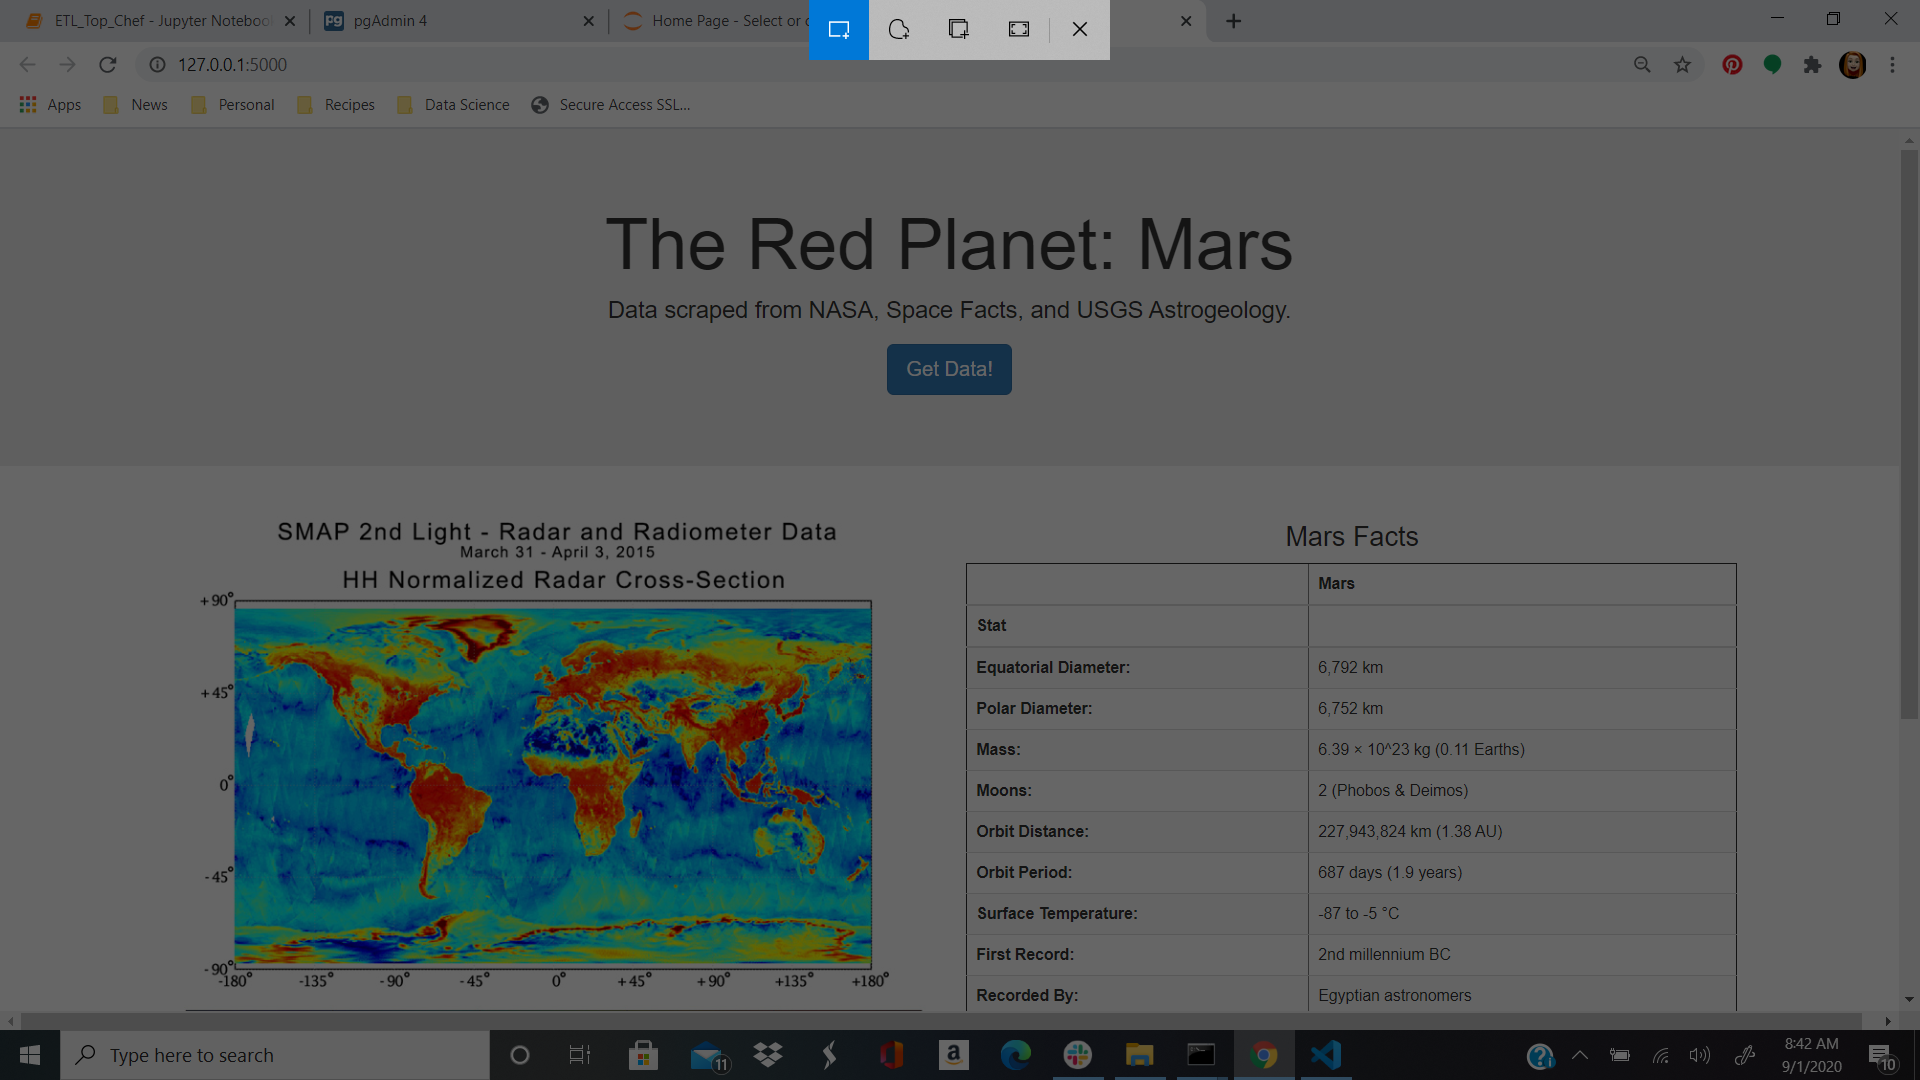 ETL_Top_Chef - Jupyter Noteboo
pgAdmin 4
Home Page - Select or
127.0.0.1:5000
Apps
News
Personal
Recipes
Data Science
Secure Access SSL...
The Red Planet: Mars
Data scraped from NASA, Space Facts, and USGS Astrogeology.
Get Data!
SMAP 2nd Light - Radar and Radiometer Data
March 31 - April 3, 2015
HH Normalized Radar Cross-Section
+90°
+45°
0°
-45°
-90°
-180° -135° -90° -45° 0° +45° +90° +135° +180°
Mars Facts
Mars
Stat
Equatorial Diameter: 6,792 km
Polar Diameter: 6,752 km
Mass: 6.39 × 10^23 kg (0.11 Earths)
Moons: 2 (Phobos & Deimos)
Orbit Distance: 227,943,824 km (1.38 AU)
Orbit Period: 687 days (1.9 years)
Surface Temperature: -87 to -5 °C
First Record: 2nd millennium BC
Recorded By: Egyptian astronomers
Type here to search
11
8:42 AM
9/1/2020
10